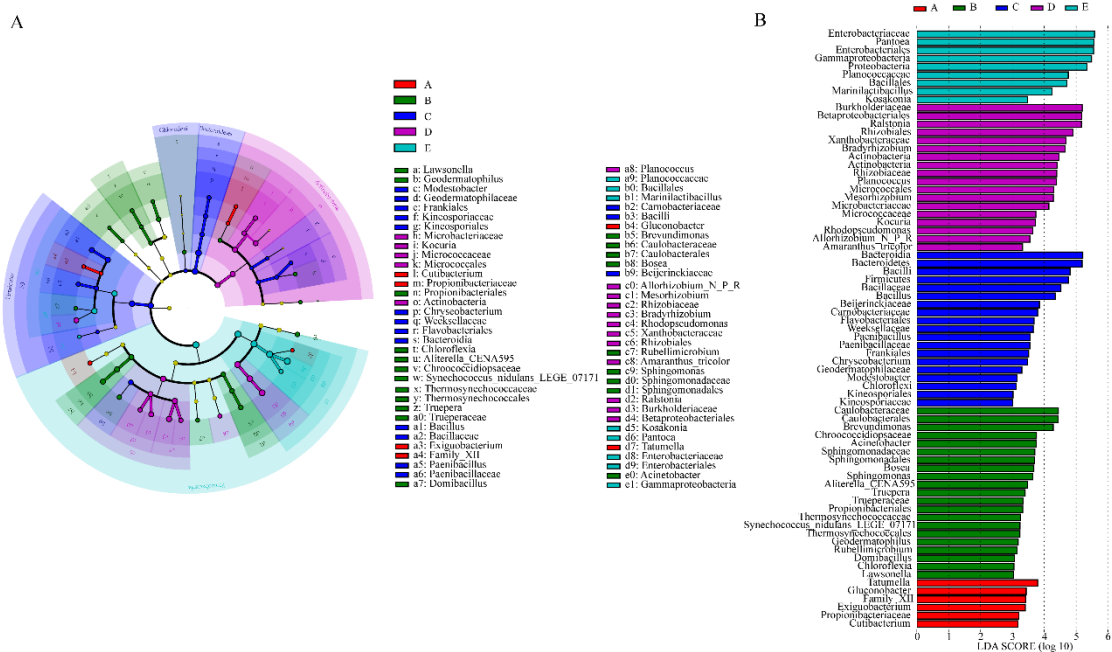 A
A
B
C
D
E
a: Lawsonella
b: Geodermatophilus
c: Modestobacter
d: Geodermatophilaceae
e: Frankiales
f: Kincosporiaceae
g: Kincosporiales
h: Microbacteriaceae
i: Kocuria
j: Micrococcaceae
k: Micrococcales
l: Cutibacterium
m: Propionibacteriaceae
n: Propionibacteriales
o: Actinobacteria
p: Chryseobacterium
q: Weeksellaceae
r: Flavobacteriales
s: Bacteroidia
t: Chloroflexia
u: Aliterella_CENA595
v: Chroococcidiopsaceae
w: Synechococcus_nidulans_LEGE_07171
x: Thermosynechococcaceae
y: Thermosynechococcales
z: Truepera
a0: Trueperaceae
a1: Bacillus
a2: Bacillaceae
a3: Exiguobacterium
a4: Family_XII
a5: Paenibacillus
a6: Paenibacillaceae
a7: Domibacillus
a8: Planococcus
a9: Planococcaceae
b0: Bacillales
b1: Marinilactibacillus
b2: Carnobacteriaceae
b3: Bacilli
b4: Gluconobacter
b5: Brevundimonas
b6: Caulobacteraceae
b7: Caulobacterales
b8: Bosea
b9: Beijerinckiaceae
c0: Allorhizobium_N_P_R
c1: Mesorhizobium
c2: Rhizobiaceae
c3: Bradyrhizobium
c4: Rhodopseudomonas
c5: Xanthobacteraceae
c6: Rhizobiales
c7: Rubellimicrobium
c8: Amaranthus_tricolor
c9: Sphingomonas
d0: Sphingomonadaceae
d1: Sphingomonadales
d2: Ralstonia
d3: Burkholderiaceae
d4: Betaproteobacteriales
d5: Kosakonia
d6: Pantoea
d7: Tatumella
d8: Enterobacteriaceae
d9: Enterobacteriales
e0: Acinetobacter
e1: Gammaproteobacteria
B
A B C D E
Enterobacteriaceae
Pantoea
Enterobacteriales
Gammaproteobacteria
Proteobacteria
Planococcaceae
Bacillales
Marinilactibacillus
Kosakonia
Burkholderiaceae
Betaproteobacteriales
Ralstonia
Rhizobiales
Xanthobacteraceae
Bradyrhizobium
Actinobacteria
Actinobacteria
Rhizobiaceae
Planococcus
Micrococcales
Mesorhizobium
Microbacteriaceae
Micrococcaceae
Kocuria
Rhodopseudomonas
Allorhizobium_N_P_R
Amaranthus_tricolor
Bacteroidia
Bacteroidetes
Bacilli
Firmicutes
Bacillaceae
Bacillus
Beijerinckiaceae
Carnobacteriaceae
Flavobacteriales
Weeksellaceae
Paenibacillus
Paenibacillaceae
Frankiales
Chryseobacterium
Geodermatophilaceae
Modestobacter
Chloroflexi
Kineosporiales
Kineosporiaceae
Caulobacteraceae
Caulobacterales
Brevundimonas
Chroococcidiopsaceae
Acinetobacter
Sphingomonadaceae
Sphingomonadales
Bosea
Sphingomonas
Aliterella_CENA595
Truepera
Trueperaceae
Propionibacteriales
Thermosynechococcaceae
Synechococcus_nidulans_LEGE_07171
Thermosynechococcales
Geodermatophilus
Rubellimicrobium
Domibacillus
Chloroflexia
Lawsonella
Tatumella
Gluconobacter
Family_XII
Exiguobacterium
Propionibacteriaceae
Cutibacterium
0 1 2 3 4 5 6
LDA SCORE (log 10)